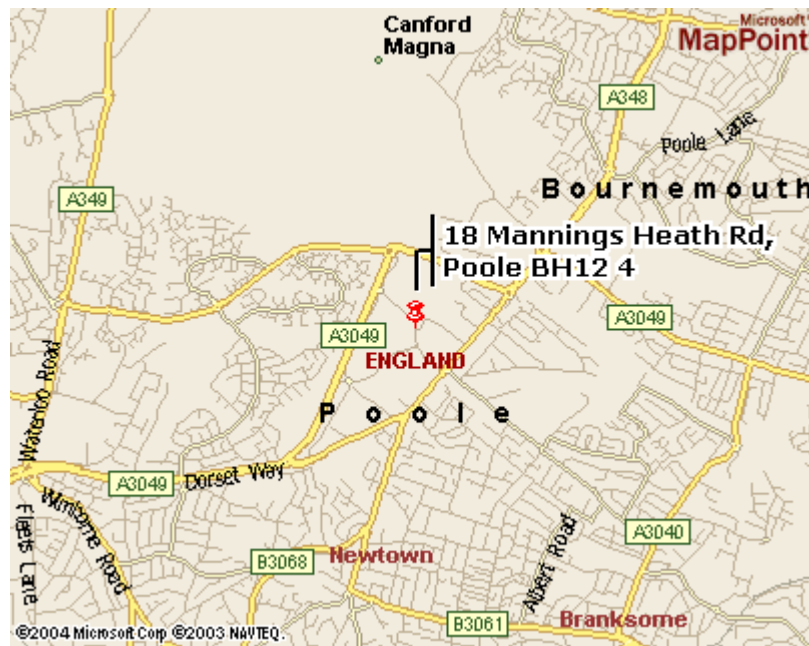 Canford
Magna
Microsoft
MapPoint
A348
Poole Lane
A349
Bournemouth
18 Mannings Heath Rd,
Poole BH12 4
A3049
A3049
ENGLAND
Waterloo Road
Poole
A3049
Dorset Way
Wimborne Road
Fleets Lane
A3040
Albert Road
Newtown
B3068
B3061
Branksome
©2004 Microsoft Corp ©2003 NAVTEQ.